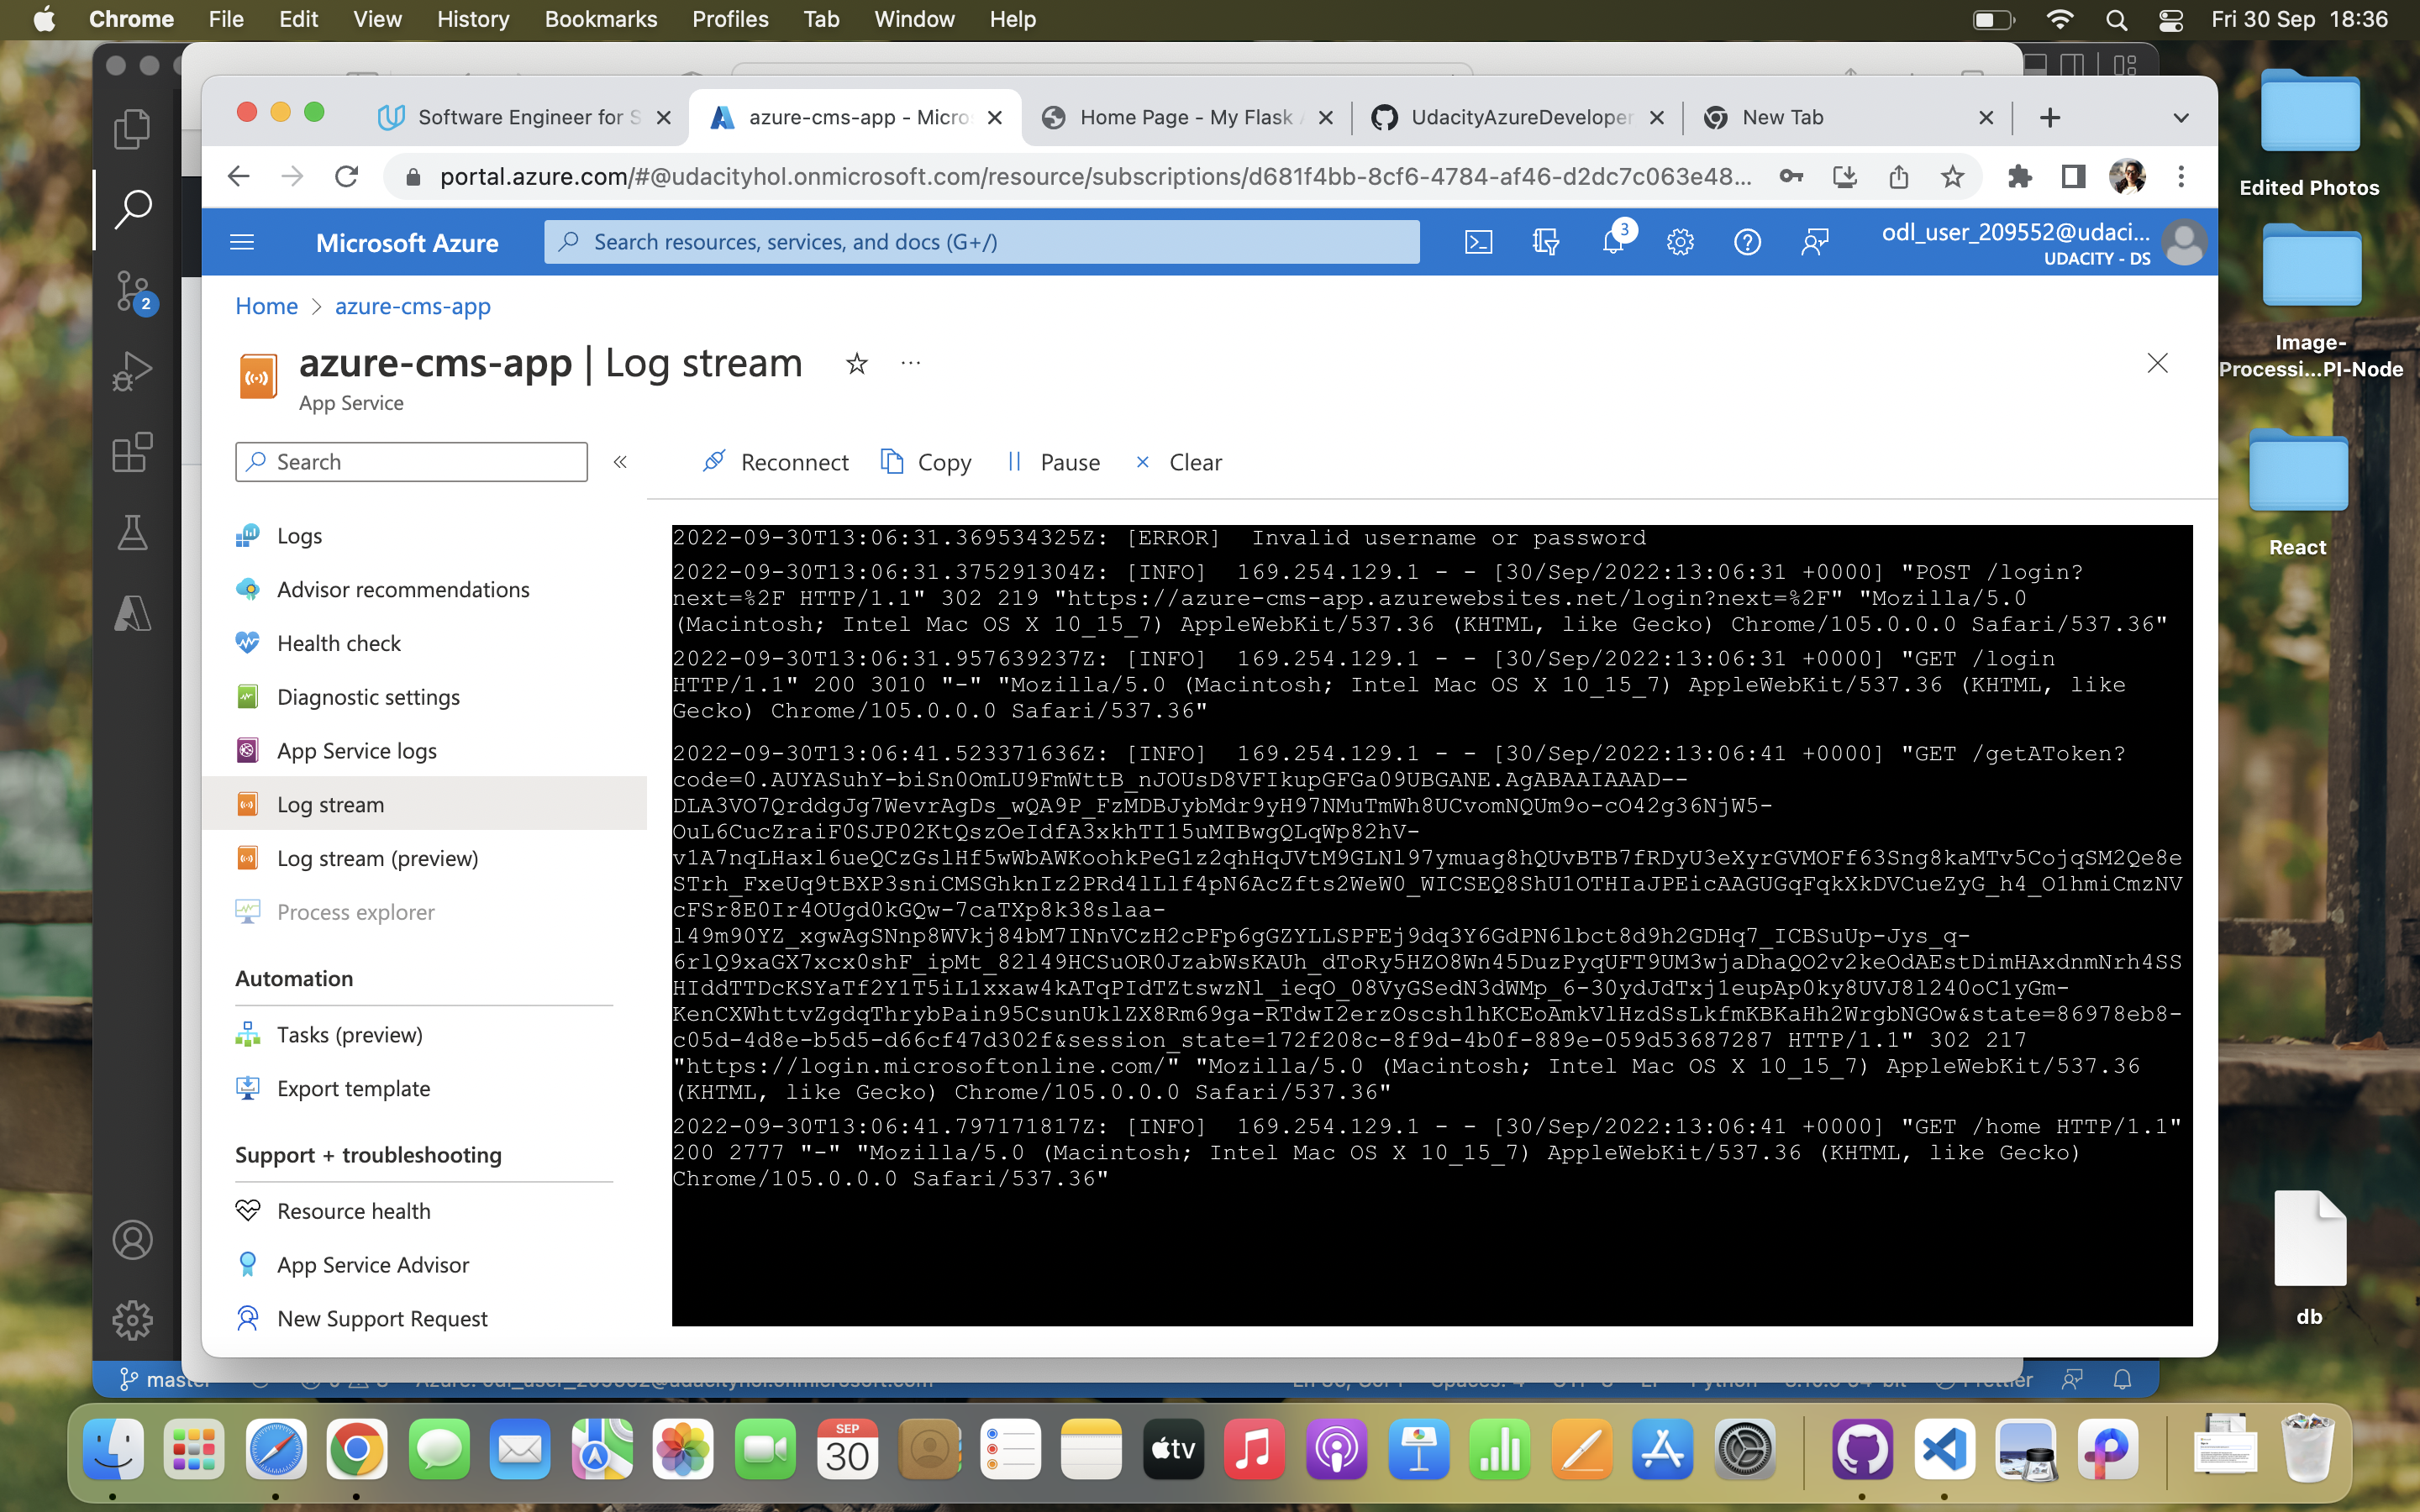 Chrome File Edit View History Bookmarks Profiles Tab Window Help Fri 30 Sep 18:36
Software Engineer for S azure-cms-app - Micro Home Page - My Flask UdacityAzureDeveloper New Tab
portal.azure.com/#@udacityhol.onmicrosoft.com/resource/subscriptions/d681f4bb-8cf6-4784-af46-d2dc7c063e48...
Microsoft Azure
Search resources, services, and docs (G+/)
3
odl_user_209552@udaci...
UDACITY - DS
Home > azure-cms-app
azure-cms-app | Log stream
App Service
Search
Reconnect Copy Pause Clear
Logs
Advisor recommendations
Health check
Diagnostic settings
App Service logs
Log stream
Log stream (preview)
Process explorer
Automation
Tasks (preview)
Export template
Support + troubleshooting
Resource health
App Service Advisor
New Support Request
2022-09-30T13:06:31.369534325Z: [ERROR]  Invalid username or password
2022-09-30T13:06:31.375291304Z: [INFO]  169.254.129.1 - - [30/Sep/2022:13:06:31 +0000] "POST /login?
next=%2F HTTP/1.1" 302 219 "https://azure-cms-app.azurewebsites.net/login?next=%2F" "Mozilla/5.0
(Macintosh; Intel Mac OS X 10_15_7) AppleWebKit/537.36 (KHTML, like Gecko) Chrome/105.0.0.0 Safari/537.36"
2022-09-30T13:06:31.957639237Z: [INFO]  169.254.129.1 - - [30/Sep/2022:13:06:31 +0000] "GET /login
HTTP/1.1" 200 3010 "-" "Mozilla/5.0 (Macintosh; Intel Mac OS X 10_15_7) AppleWebKit/537.36 (KHTML, like
Gecko) Chrome/105.0.0.0 Safari/537.36"
2022-09-30T13:06:41.523371636Z: [INFO]  169.254.129.1 - - [30/Sep/2022:13:06:41 +0000] "GET /getAToken?
code=0.AUYASuhY-biSn0OmLU9FmWttB_nJOUsD8VFIkupGFGa09UBGANE.AgABAAIAAAD--
DLA3VO7QrddgJg7WevrAgDs_wQA9P_FzMDBJybMdr9yH97NMuTmWh8UCvomNQUm9o-cO42g36NjW5-
OuL6CucZraiF0SJP02KtQszOeIdfA3xkhTI15uMIBwgQLqWp82hV-
v1A7nqLHaxl6ueQCzGslHf5wWbAWKoohkPeG1z2qhHqJVtM9GLNl97ymuag8hQUvBTB7fRDyU3eXyrGVMOFf63Sng8kaMTv5CojqSM2Qe8e
STrh_FxeUq9tBXP3sniCMSGhknIz2PRd4lLlf4pN6AcZfts2WeW0_WICSEQ8ShU1OTHIaJPEicAAGUGqFqkXkDVCueZyG_h4_O1hmiCmzNV
cFSr8E0Ir4OUgd0kGQw-7caTXp8k38slaa-
l49m90YZ_xgwAgSNnp8WVkj84bM7INnVCzH2cPFp6gGZYLLSPFEj9dq3Y6GdPN6lbct8d9h2GDHq7_ICBSuUp-Jys_q-
6rlQ9xaGX7xcx0shF_ipMt_82l49HCSuOR0JzabWsKAUh_dToRy5HZO8Wn45DuzPyqUFT9UM3wjaDhaQO2v2keOdAEstDimHAxdnmNrh4SS
HIddTTDcKSYaTf2Y1T5iL1xxaw4kATqPIdTZtswzNl_ieqO_08VyGSedN3dWMp_6-30ydJdTxj1eupAp0ky8UVJ8l240oC1yGm-
KenCXWhttvZgdqThrybPain95CsunUklZX8Rm69ga-RTdwI2erzOscsh1hKCEoAmkVlHzdSsLkfmKBKaHh2WrgbNGOw&state=86978eb8-
c05d-4d8e-b5d5-d66cf47d302f&session_state=172f208c-8f9d-4b0f-889e-059d53687287 HTTP/1.1" 302 217
"https://login.microsoftonline.com/" "Mozilla/5.0 (Macintosh; Intel Mac OS X 10_15_7) AppleWebKit/537.36
(KHTML, like Gecko) Chrome/105.0.0.0 Safari/537.36"
2022-09-30T13:06:41.797171817Z: [INFO]  169.254.129.1 - - [30/Sep/2022:13:06:41 +0000] "GET /home HTTP/1.1"
200 2777 "-" "Mozilla/5.0 (Macintosh; Intel Mac OS X 10_15_7) AppleWebKit/537.36 (KHTML, like Gecko)
Chrome/105.0.0.0 Safari/537.36"
Edited Photos
Image-
Processi...PI-Node
React
db
2
SEP
30
tv